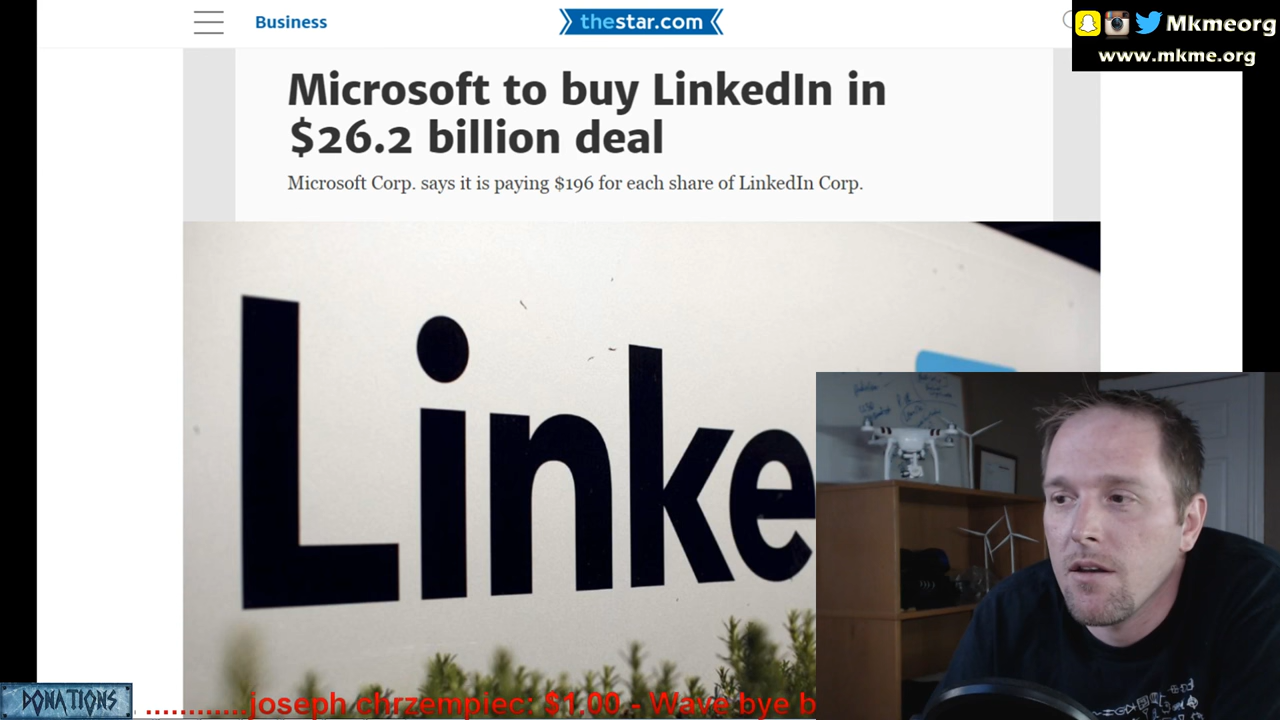 Business
thestar.com
Mkmeorg
www.mkme.org
Microsoft to buy LinkedIn in
$26.2 billion deal
Microsoft Corp. says it is paying $196 for each share of LinkedIn Corp.
Linke
DONATIONS
............joseph chrzempiec: $1.00 - Wave bye b